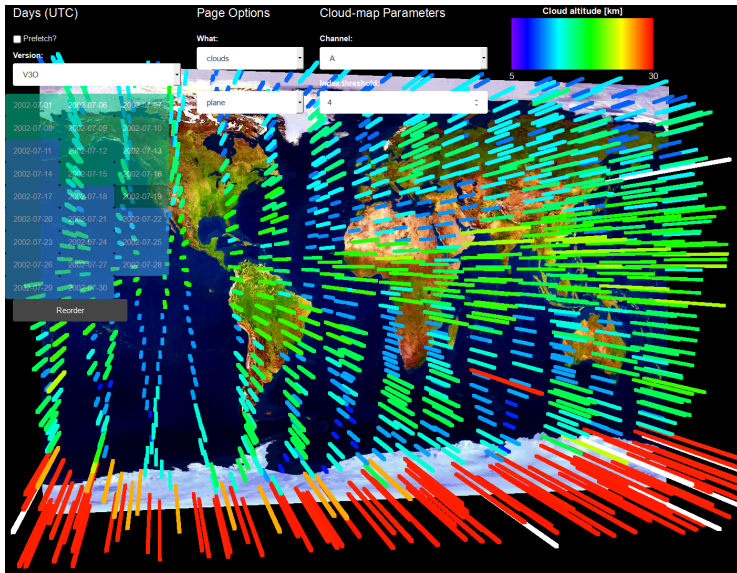 Days (UTC)
Page Options
Cloud-map Parameters
Cloud altitude [km]
Prefetch?
What:
Channel:
Version:
clouds
A
V3O
5
30
Index threshold:
plane
4
2002-07-01 2002-07-06 2002-07-07
2002-07-08 2002-07-09 2002-07-10
2002-07-11 2002-07-12 2002-07-13
2002-07-14 2002-07-15 2002-07-16
2002-07-17 2002-07-18 2002-07-19
2002-07-20 2002-07-21 2002-07-22
2002-07-23 2002-07-24 2002-07-25
2002-07-26 2002-07-27 2002-07-28
2002-07-29 2002-07-30
Reorder